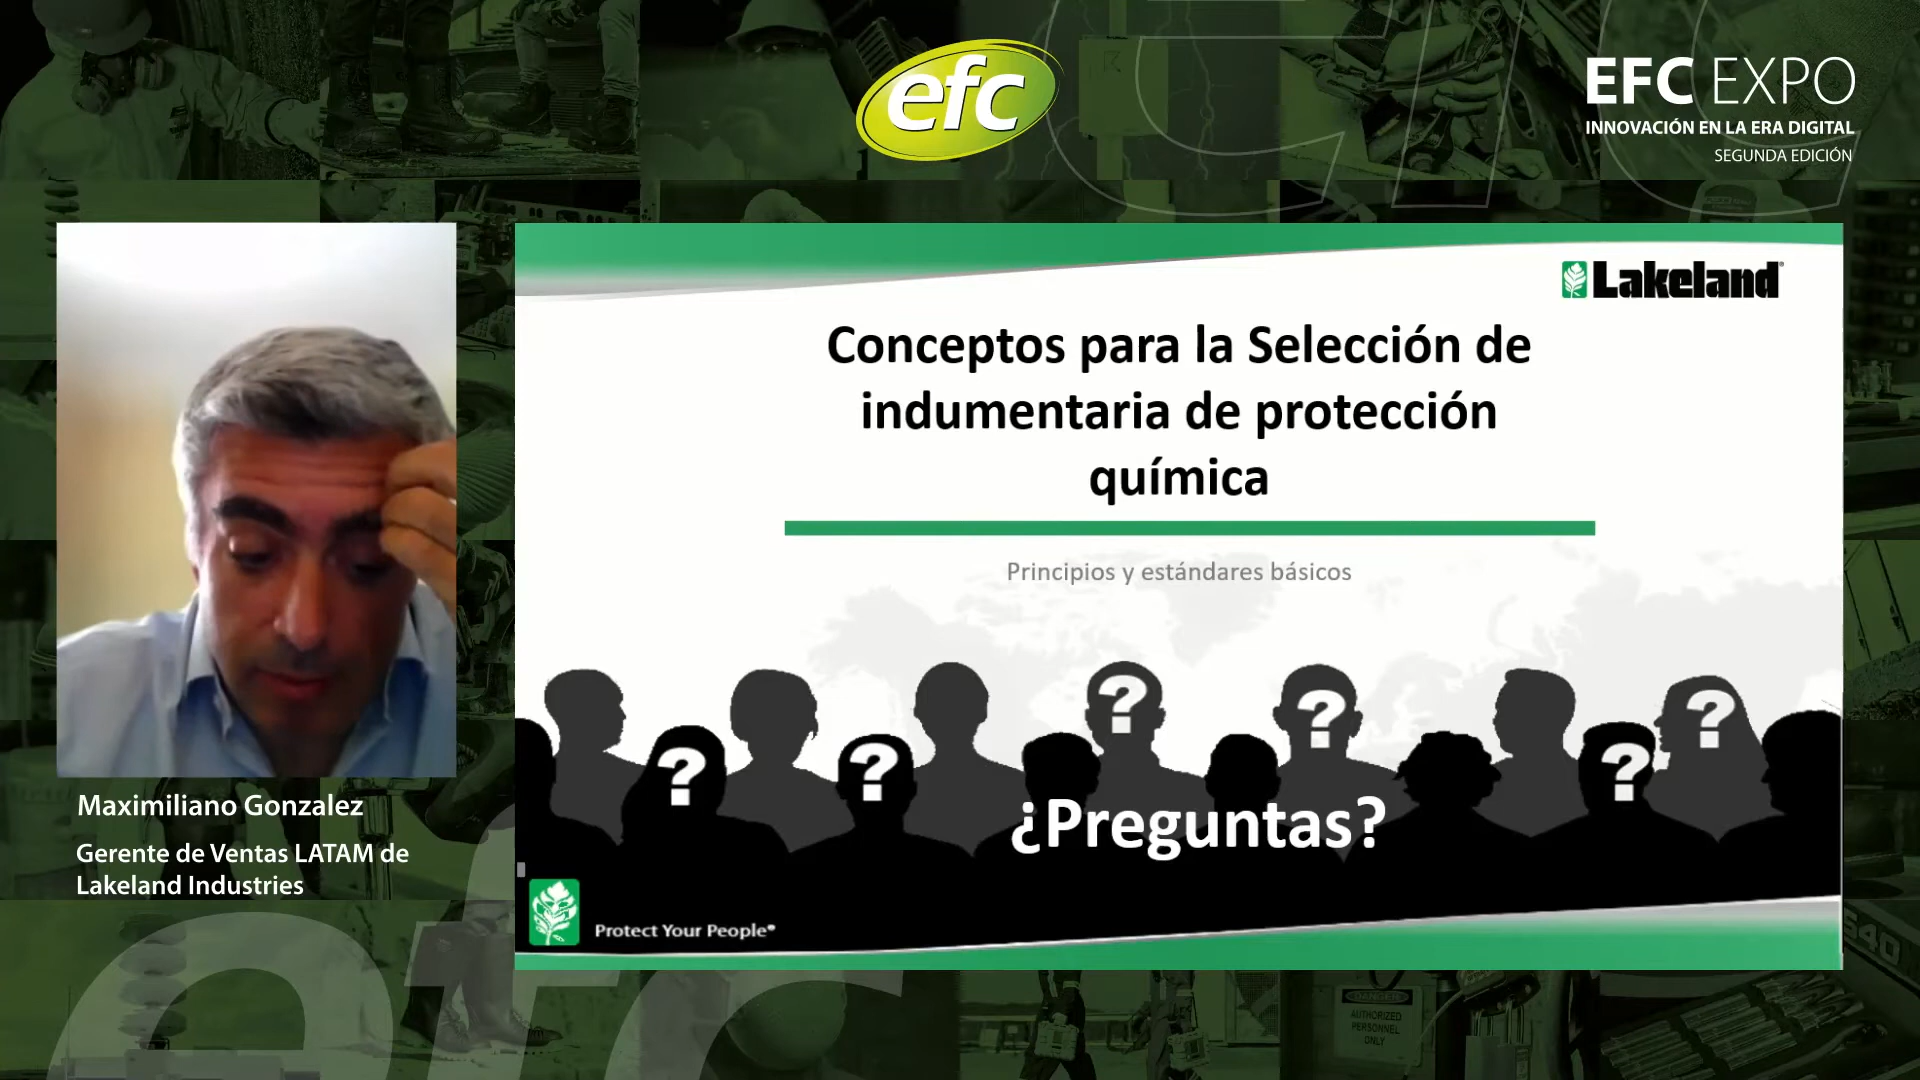 efc
EFC EXPO
INNOVACIÓN EN LA ERA DIGITAL
SEGUNDA EDICIÓN
Lakeland
Conceptos para la Selección de
indumentaria de protección
química
Principios y estándares básicos
¿Preguntas?
Protect Your People®
Maximiliano Gonzalez
Gerente de Ventas LATAM de
Lakeland Industries
DANGER
AUTHORIZED
PERSONNEL
ONLY
540